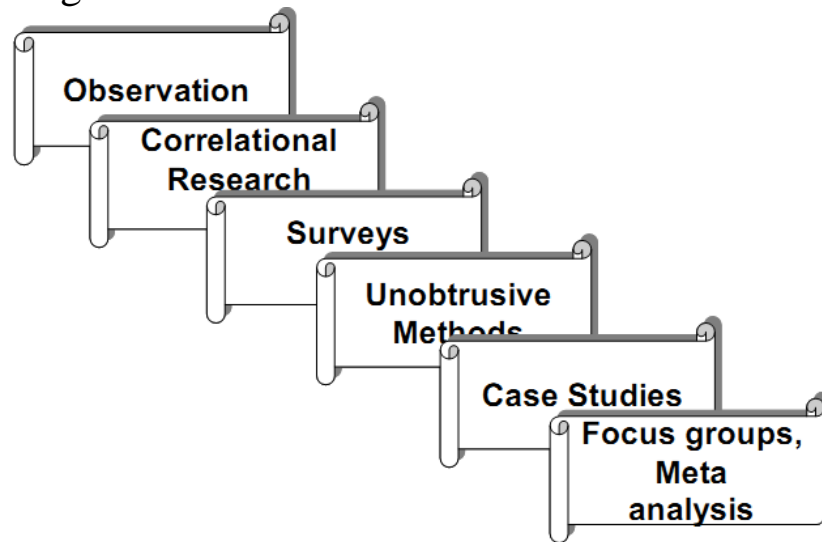 Observation
Correlational
Research
Surveys
Unobtrusive
Methods
Case Studies
Focus groups,
Meta
analysis